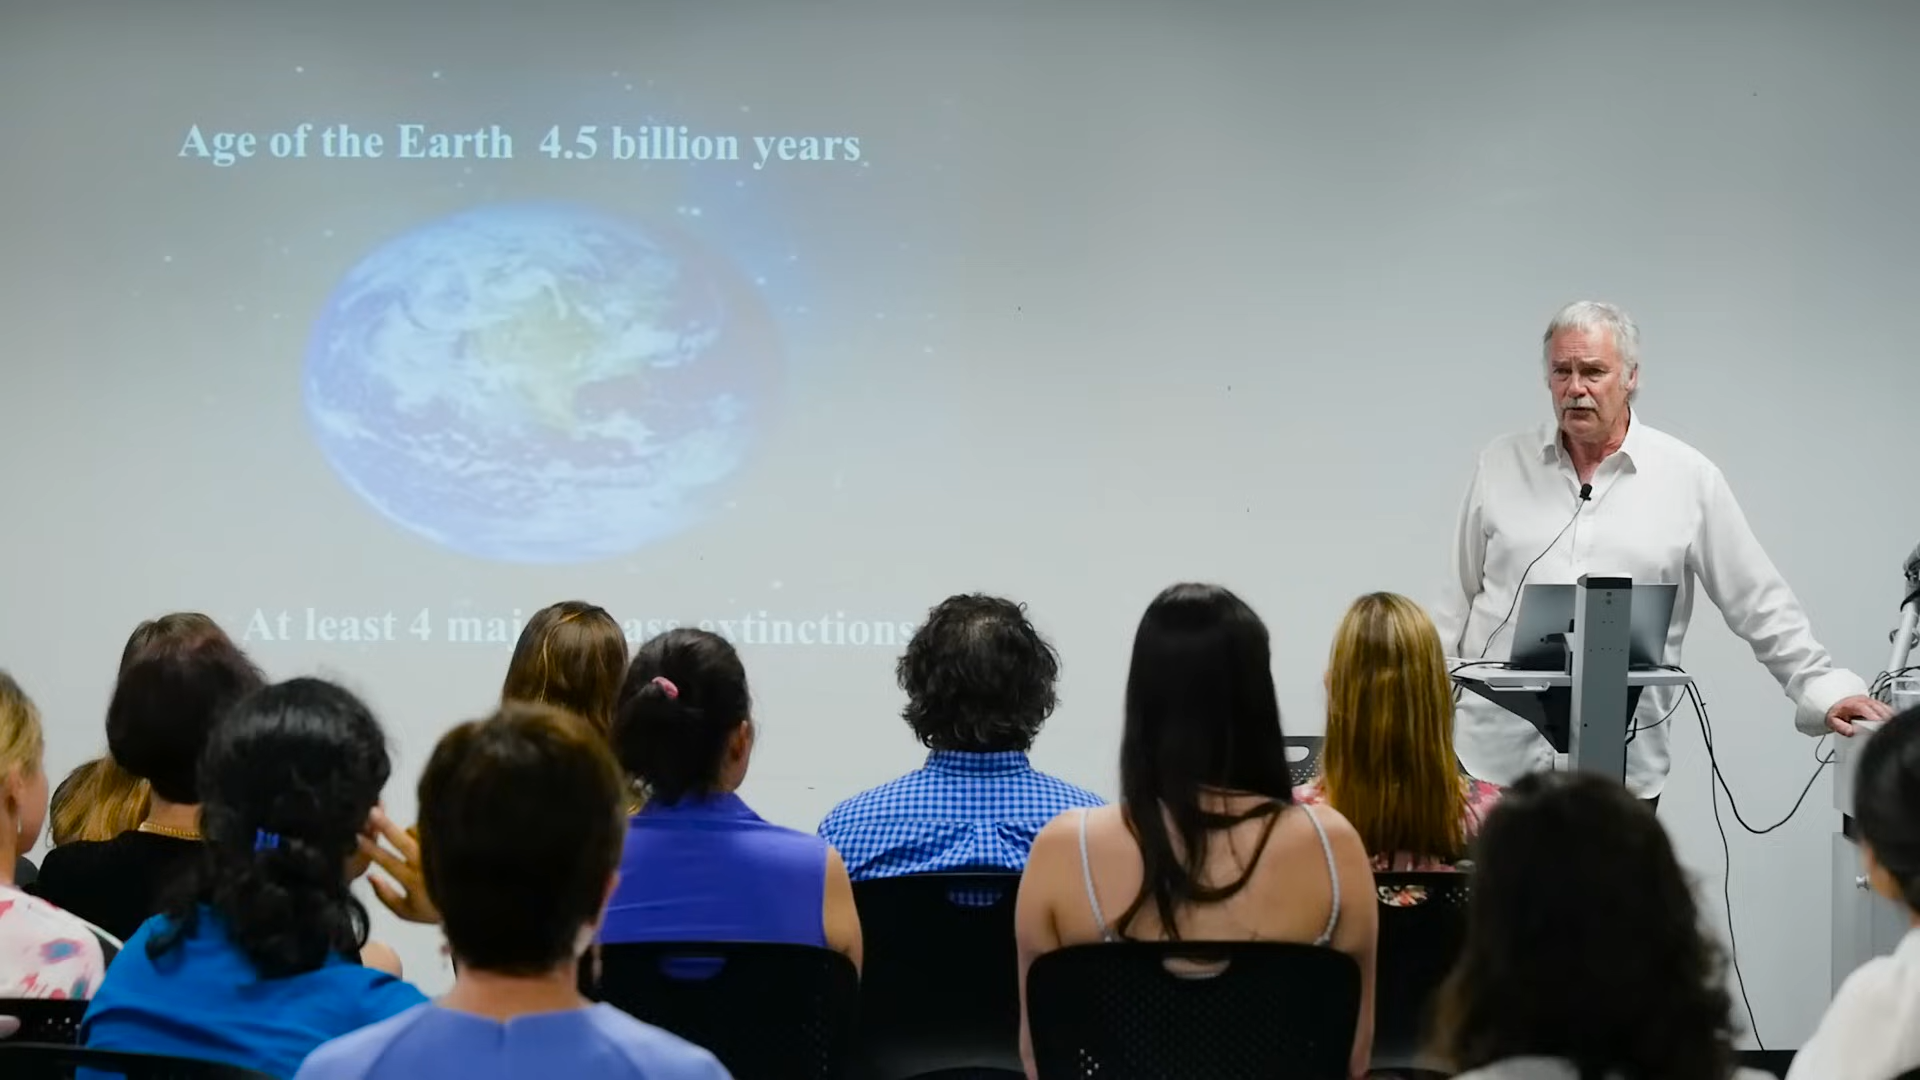 Age of the Earth 4.5 billion years
At least 4 extinctions